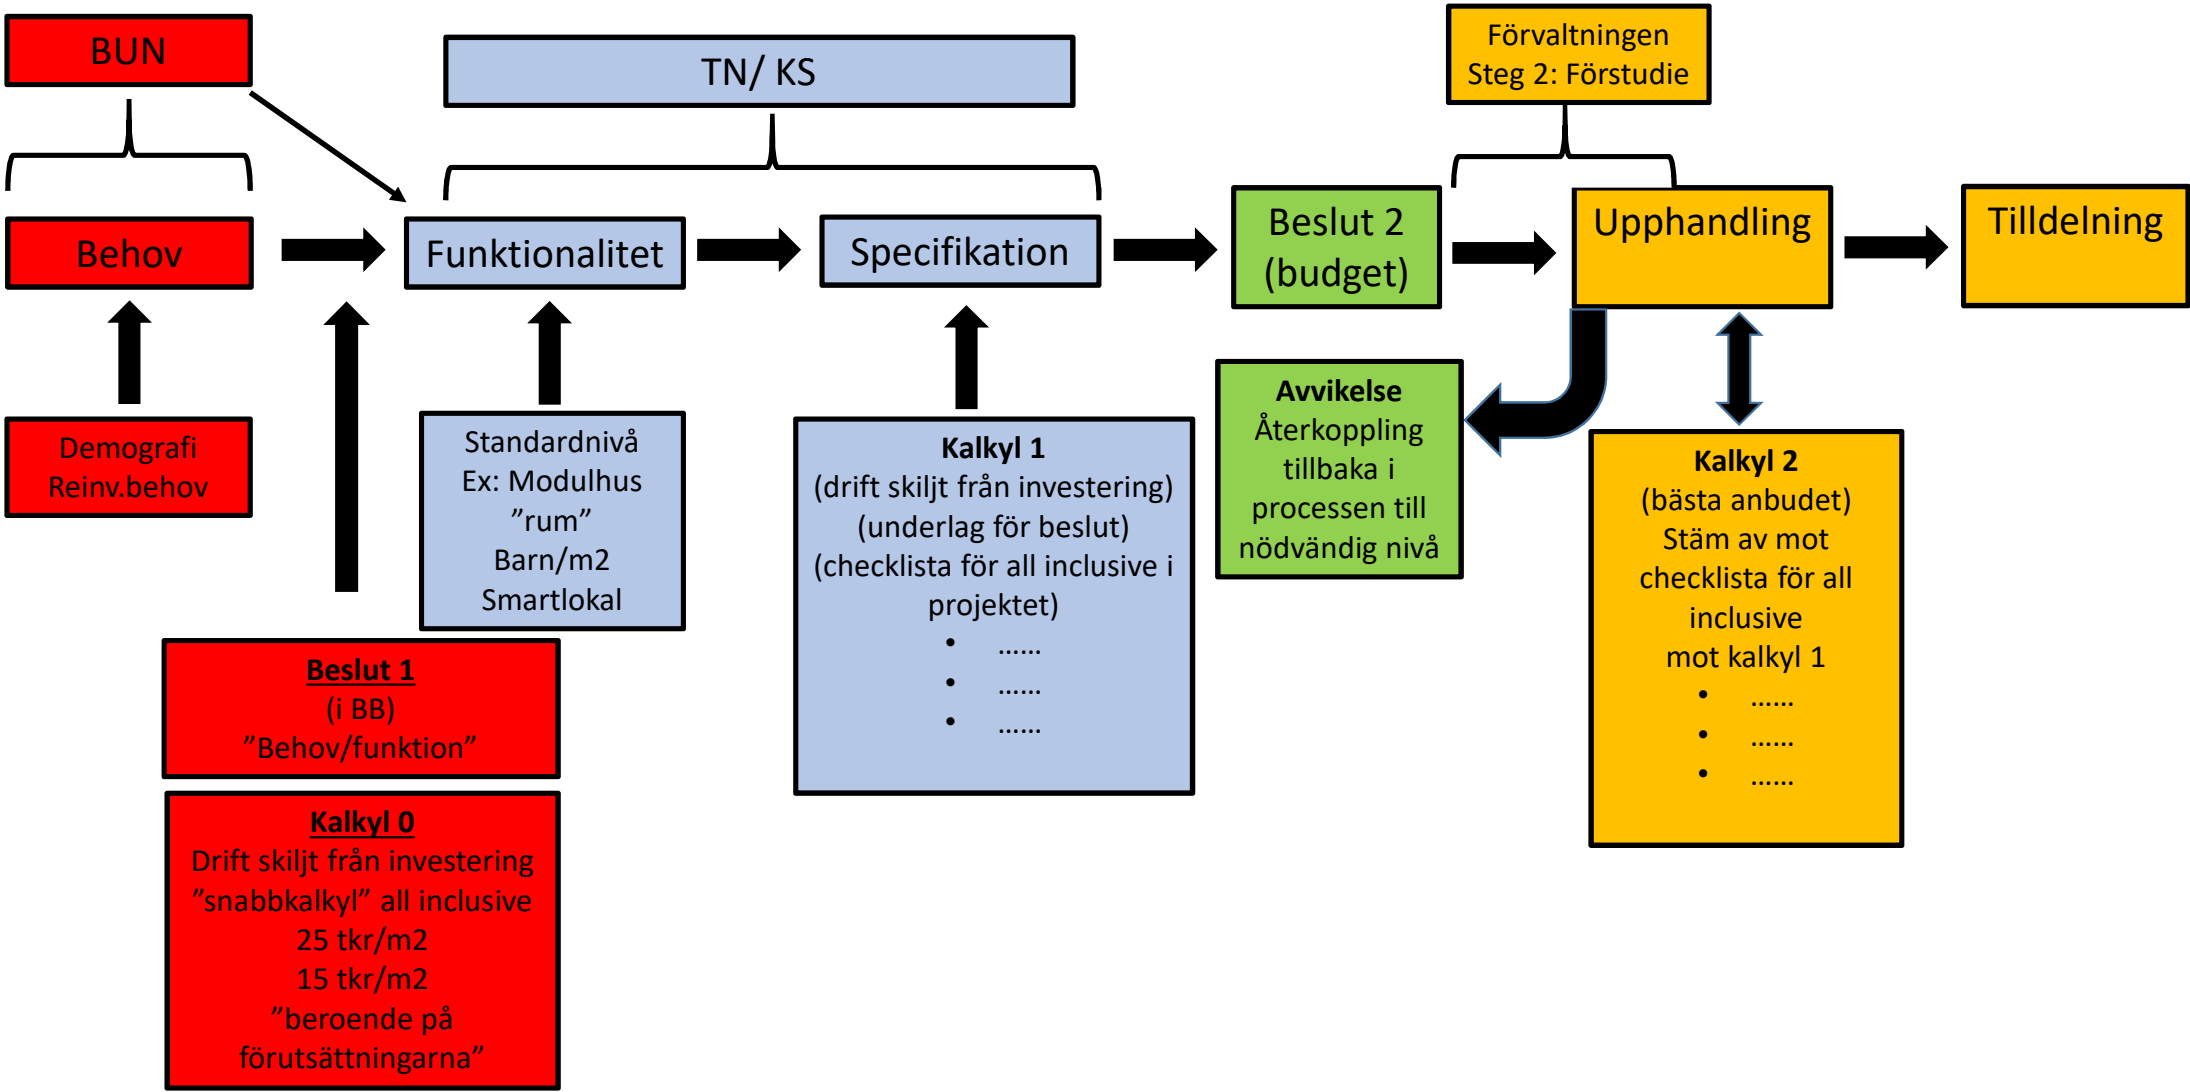 BUN
TN/ KS
Förvaltningen
Steg 2: Förstudie
Behov
Funktionalitet
Specifikation
Beslut 2
(budget)
Upphandling
Tilldelning
Demografi
Reinv.behov
Standardnivå
Ex: Modulhus
”rum”
Barn/m2
Smartlokal
Kalkyl 1
(drift skiljt från investering)
(underlag för beslut)
(checklista för all inclusive i
projektet)
• ……
• ……
• ……
Avvikelse
Återkoppling
tillbaka i
processen till
nödvändig nivå
Kalkyl 2
(bästa anbudet)
Stäm av mot
checklista för all
inclusive
mot kalkyl 1
• ……
• ……
• ……
Beslut 1
(i BB)
”Behov/funktion”
Kalkyl 0
Drift skiljt från investering
”snabbkalkyl” all inclusive
25 tkr/m2
15 tkr/m2
”beroende på
förutsättningarna”